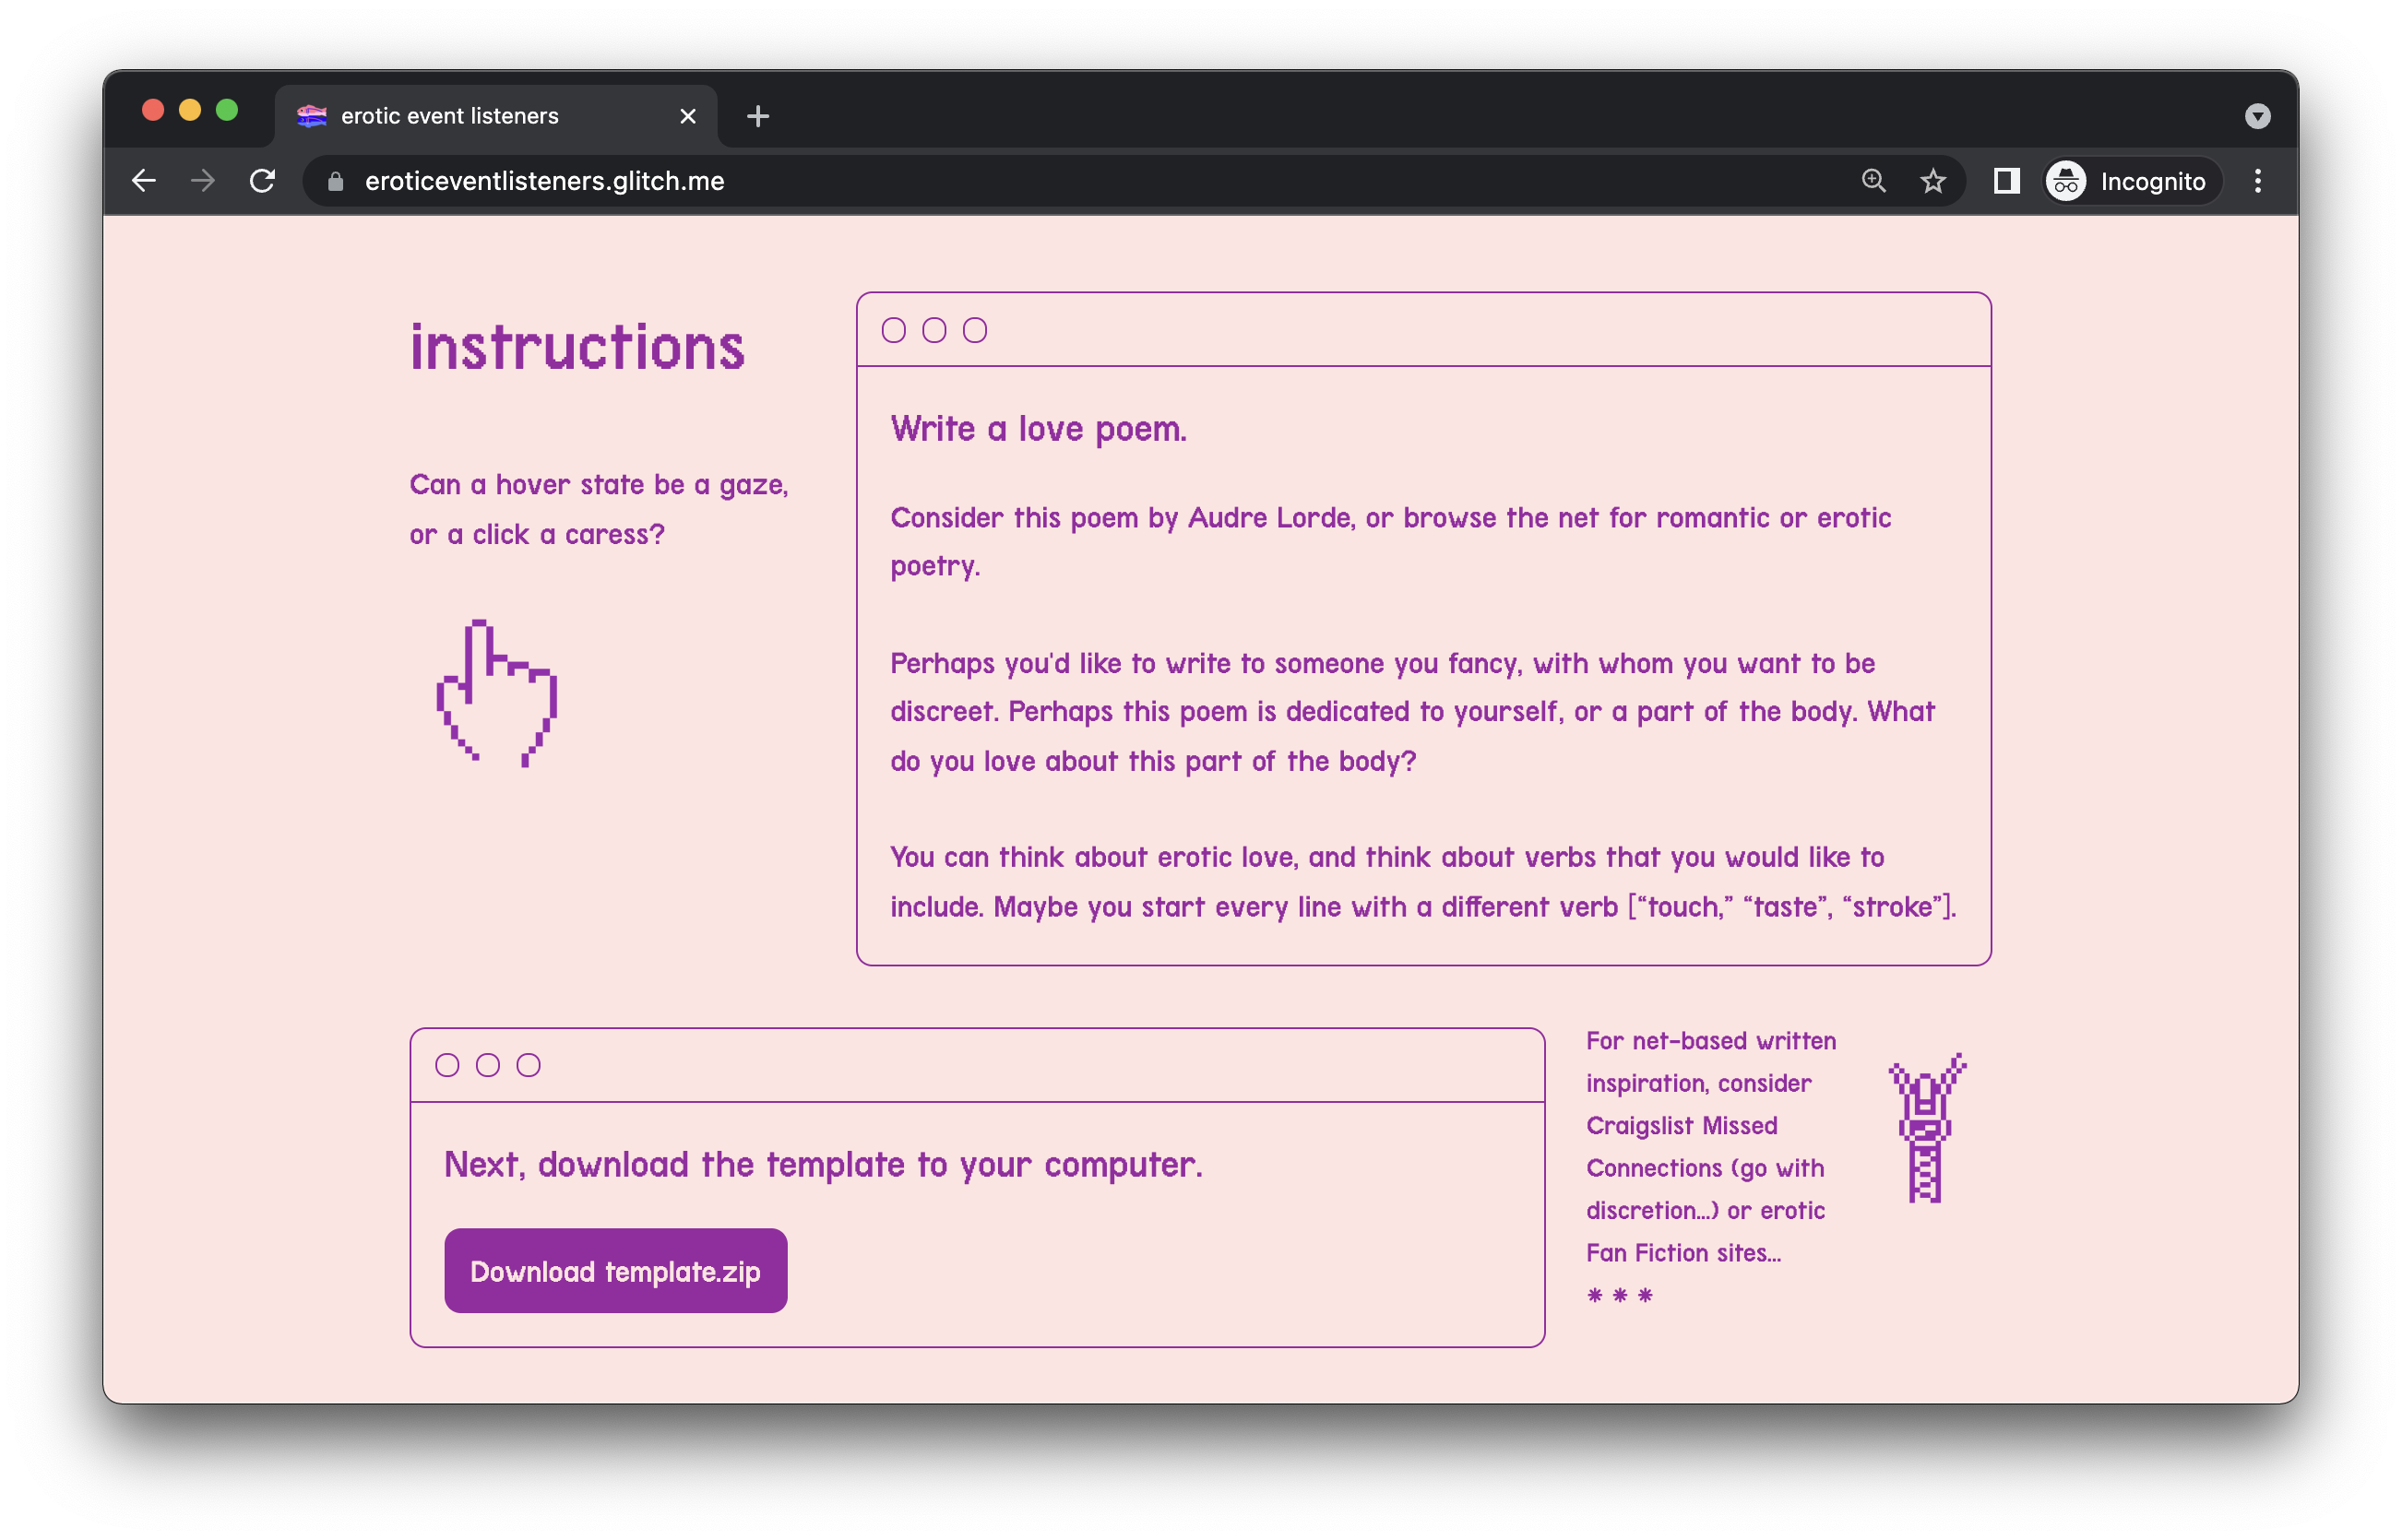 erotic event listeners
eroticeventlisteners.glitch.me
Incognito
instructions
Can a hover state be a gaze,
or a click a caress?
Write a love poem.
Consider this poem by Audre Lorde, or browse the net for romantic or erotic
poetry.
Perhaps you'd like to write to someone you fancy, with whom you want to be
discreet. Perhaps this poem is dedicated to yourself, or a part of the body. What
do you love about this part of the body?
You can think about erotic love, and think about verbs that you would like to
include. Maybe you start every line with a different verb [“touch,” “taste”, “stroke”].
Next, download the template to your computer.
Download template.zip
For net-based written
inspiration, consider
Craigslist Missed
Connections (go with
discretion...) or erotic
Fan Fiction sites...
* * *